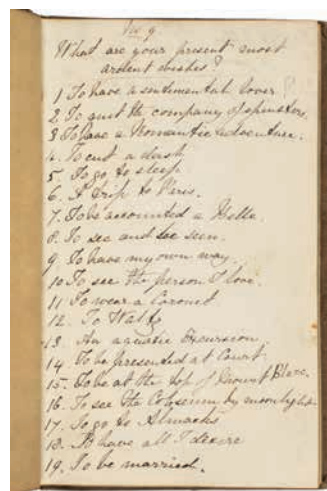 No 9
What are your present most
ardent wishes?
1 To have a sentimental lover?
2 To quit the company of spinsters.
3 To have a Romantic adventure.
4. To cut a dash
5. To go to sleep
6. A trip to Paris.
7. To be accounted a Belle.
8. To see and be seen.
9 To have my own way.
10 To see the person I love.
11 To wear a Coronet
12. To Waltz
13. An aquatic Excursion.
14 To be presented at Court.
15. To be at the top of Mount Blanc.
16. To see the Coloseum by moonlight
17. To go to Almacks
18. To have all I desire
19. To be married.